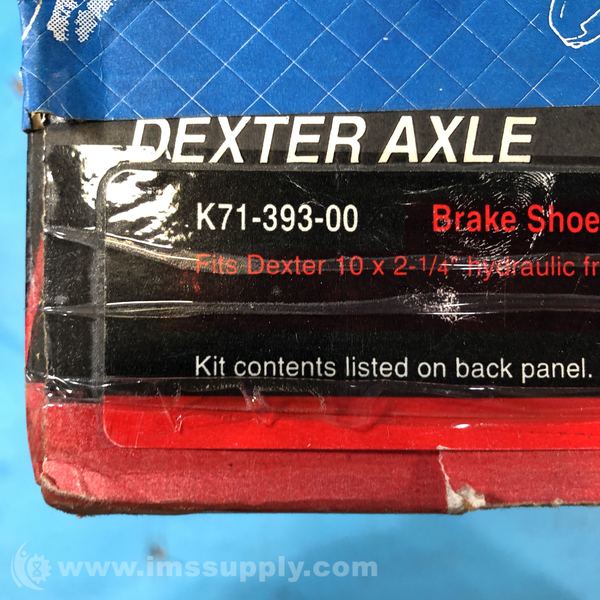 DEXTER AXLE
K71-393-00 Brake Shoe
Fits Dexter 10 x 2-1/4" hydraulic fr
Kit contents listed on back panel.
www.imssupply.com